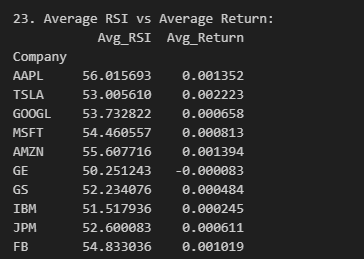 23. Average RSI vs Average Return:
Avg_RSI Avg_Return
Company
AAPL 56.015693 0.001352
TSLA 53.005610 0.002223
GOOGL 53.732822 0.000658
MSFT 54.460557 0.000813
AMZN 55.607716 0.001394
GE 50.251243 -0.000083
GS 52.234076 0.000484
IBM 51.517936 0.000245
JPM 52.600083 0.000611
FB 54.833036 0.001019